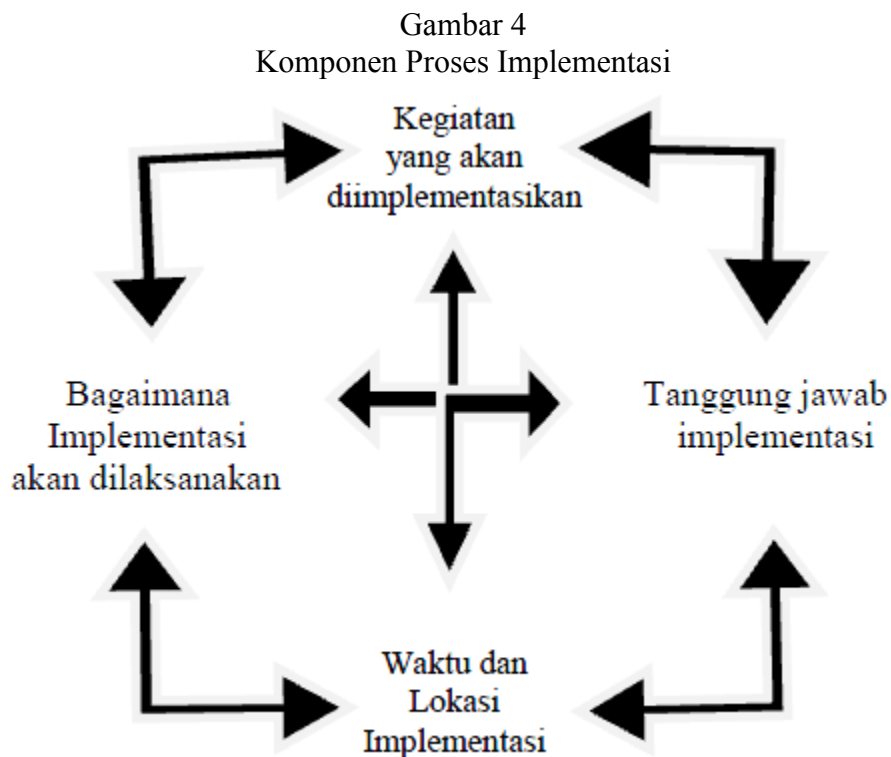 Gambar 4
Komponen Proses Implementasi
Kegiatan
yang akan
diimplementasikan
Bagaimana
Implementasi
akan dilaksanakan
Tanggung jawab
implementasi
Waktu dan
Lokasi
Implementasi